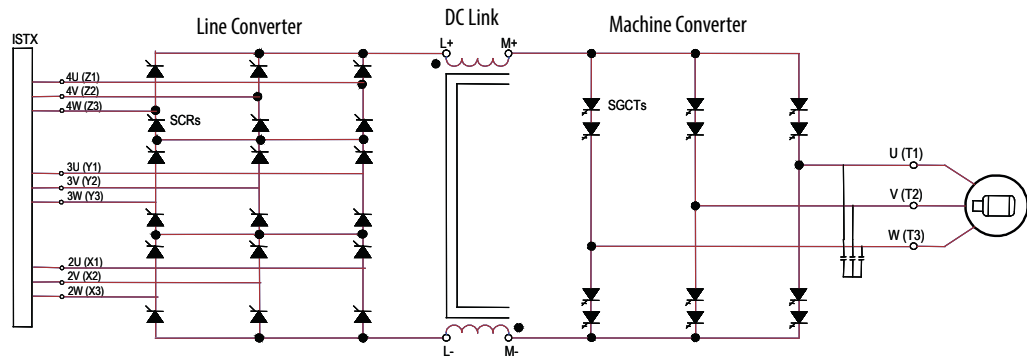 ISTX
Line Converter
DC Link
Machine Converter
L+
M+
4U (Z1)
4V (Z2)
4W (Z3)
SCRs
SGCTs
3U (Y1)
3V (Y2)
3W (Y3)
U (T1)
V (T2)
W (T3)
2U (X1)
2V (X2)
2W (X3)
L-
M-